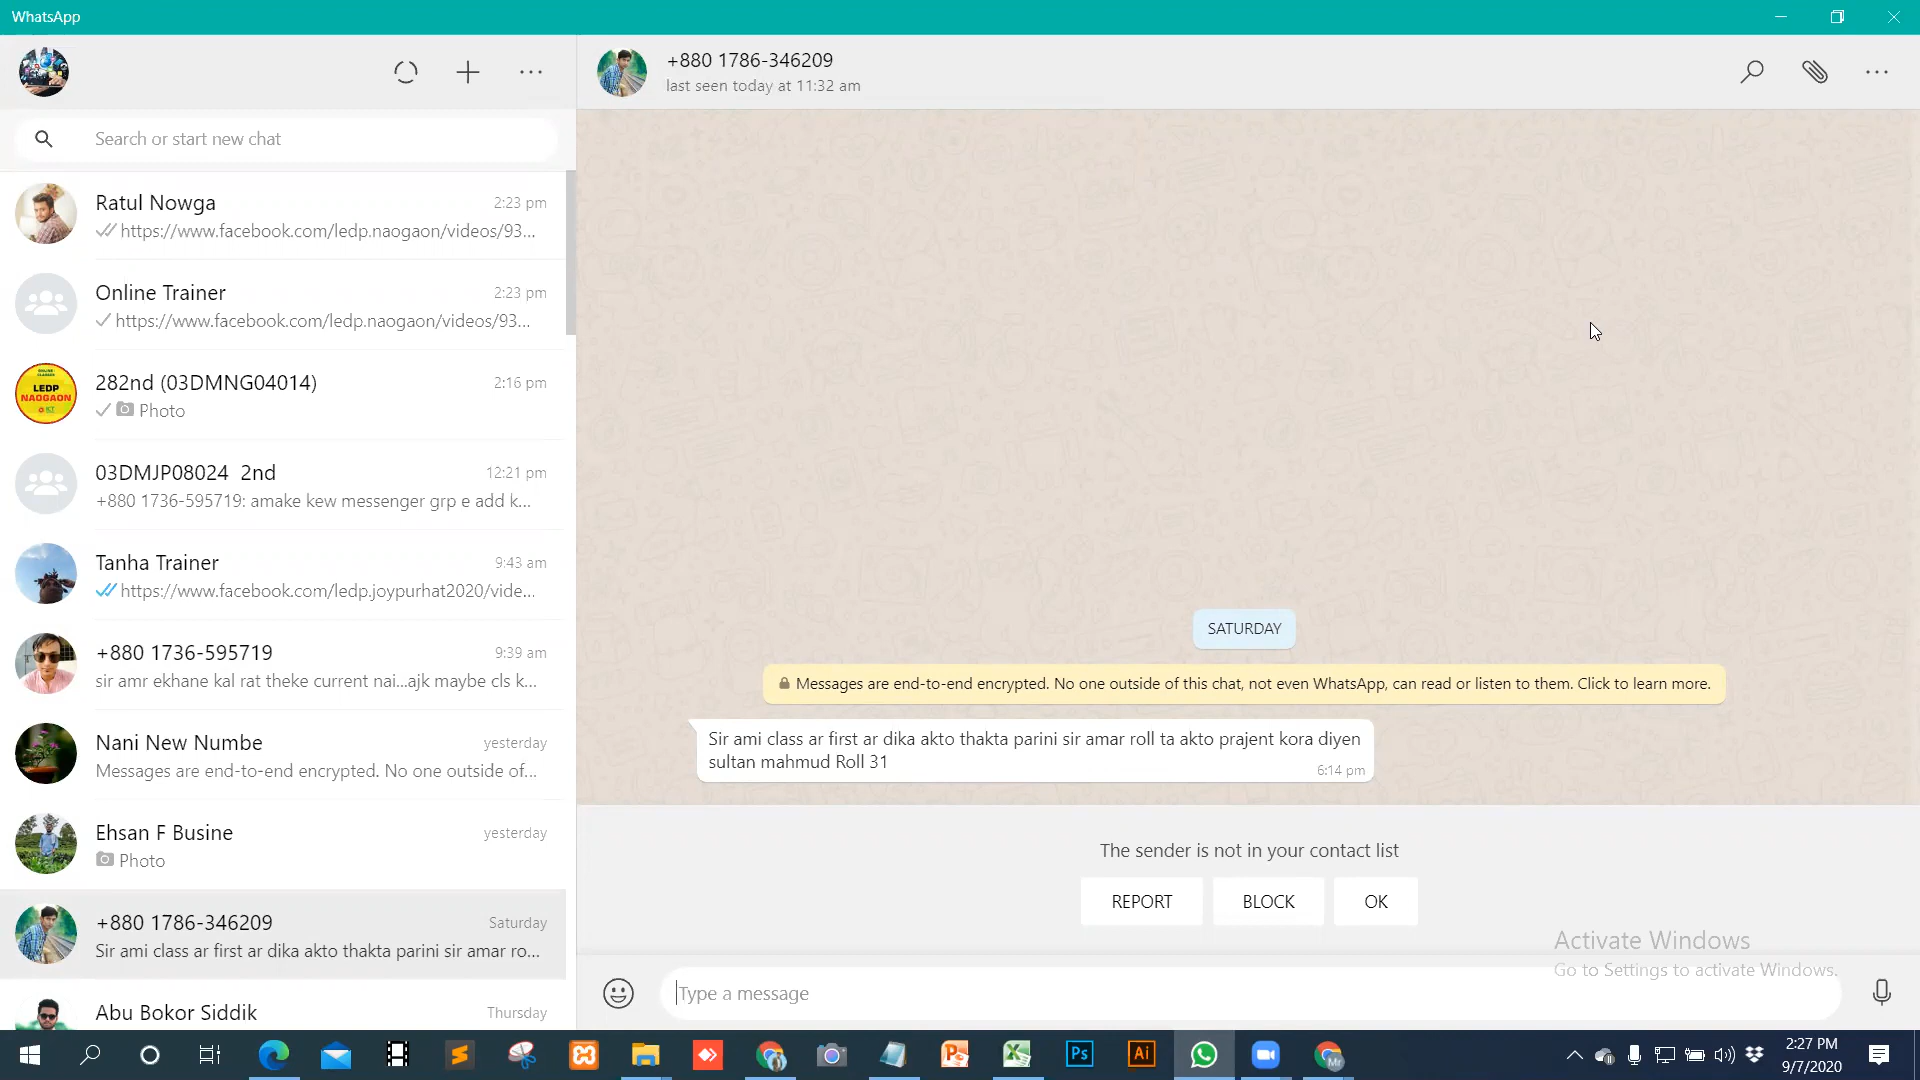 WhatsApp
+880 1786-346209
last seen today at 11:32 am
Search or start new chat
Ratul Nowga 2:23 pm
https://www.facebook.com/ledp.naogaon/videos/93...
Online Trainer 2:23 pm
https://www.facebook.com/ledp.naogaon/videos/93...
LEDP
NAOGAON
282nd (03DMNG04014) 2:16 pm
Photo
03DMJP08024 2nd 12:21 pm
+880 1736-595719: amake kew messenger grp e add k...
Tanha Trainer 9:43 am
https://www.facebook.com/ledp.joypurhat2020/vide...
+880 1736-595719 9:39 am
sir amr ekhane kal rat theke current nai...ajk maybe cls k...
Nani New Numbe yesterday
Messages are end-to-end encrypted. No one outside of...
Ehsan F Busine yesterday
Photo
+880 1786-346209 Saturday
Sir ami class ar first ar dika akto thakta parini sir amar ro...
Abu Bokor Siddik Thursday
SATURDAY
Messages are end-to-end encrypted. No one outside of this chat, not even WhatsApp, can read or listen to them. Click to learn more.
Sir ami class ar first ar dika akto thakta parini sir amar roll ta akto prajent kora diyen
sultan mahmud Roll 31
6:14 pm
The sender is not in your contact list
REPORT BLOCK OK
Activate Windows
Go to Settings to activate Windows.
Type a message
Ps Ai
2:27 PM
9/7/2020